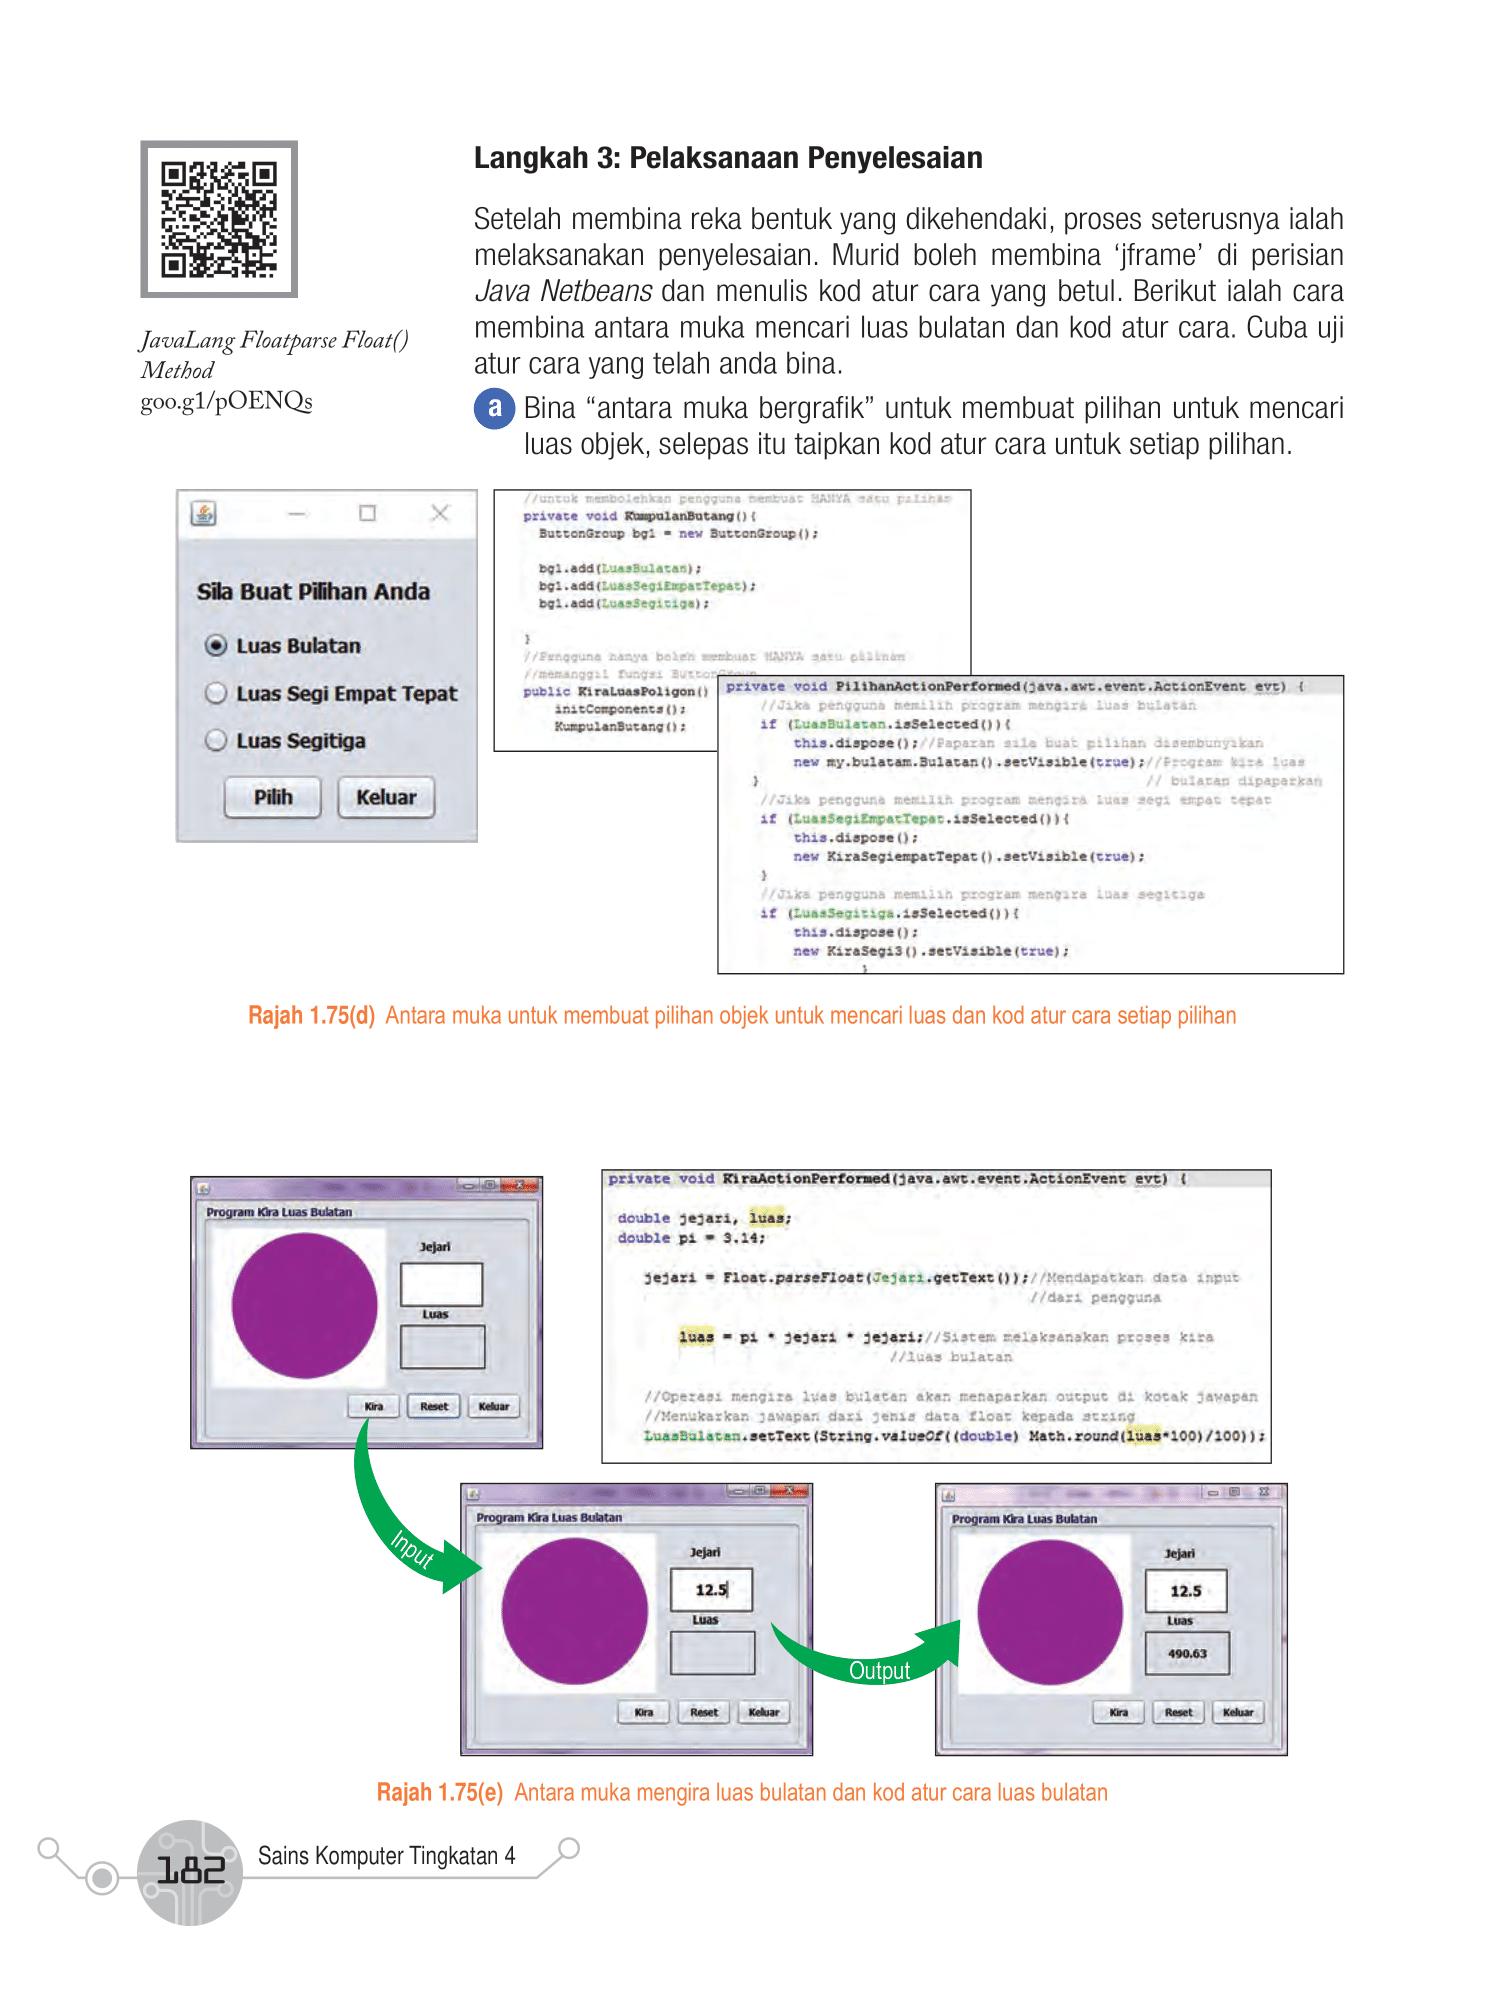 Langkah 3: Pelaksanaan Penyelesaian
Setelah membina reka bentuk yang dikehendaki, proses seterusnya ialah
melaksanakan penyelesaian. Murid boleh membina ‘jframe’ di perisian
Java Netbeans dan menulis kod atur cara yang betul. Berikut ialah cara
membina antara muka mencari luas bulatan dan kod atur cara. Cuba uji
atur cara yang telah anda bina.
JavaLang Floatparse Float()
Method
goo.g1/pOENQs
a Bina “antara muka bergrafik” untuk membuat pilihan untuk mencari
luas objek, selepas itu taipkan kod atur cara untuk setiap pilihan.
Sila Buat Pilihan Anda
Luas Bulatan
Luas Segi Empat Tepat
Luas Segitiga
Pilih Keluar
//untuk membolehkan pengguna membuat HANYA satu pilihan
private void KumpulanButang(){
ButtonGroup bg1 = new ButtonGroup();
bg1.add(LuasBulatan);
bg1.add(LuasSegiEmpatTepat);
bg1.add(LuasSegitiga);
}
//Pengguna hanya boleh membuat HANYA satu pilihan
//memanggil fungsi ButtonGroup
public KiraLuasPoligon()
initComponents();
KumpulanButang();
private void PilihanActionPerformed(java.awt.event.ActionEvent evt) {
//Jika pengguna memilih program mengira luas bulatan
if (LuasBulatan.isSelected()){
this.dispose();//Paparan sila buat pilihan disembunyikan
new my.bulatam.Bulatan().setVisible(true);//Program kira luas
} // bulatan dipaparkan
//Jika pengguna memilih program mengira luas segi empat tepat
if (LuasSegiEmpatTepat.isSelected()){
this.dispose();
new KiraSegiempatTepat().setVisible(true);
}
//Jika pengguna memilih program mengira luas segitiga
if (LuasSegitiga.isSelected()){
this.dispose();
new KiraSegi3().setVisible(true);
}
Rajah 1.75(d) Antara muka untuk membuat pilihan objek untuk mencari luas dan kod atur cara setiap pilihan
Program Kira Luas Bulatan
Jejari
Luas
Kira Reset Keluar
private void KiraActionPerformed(java.awt.event.ActionEvent evt) {
double jejari, luas;
double pi = 3.14;
jejari = Float.parseFloat(Jejari.getText());//Mendapatkan data input
//dari pengguna
luas = pi * jejari * jejari;//Sistem melaksanakan proses kira
//luas bulatan
//Operasi mengira luas bulatan akan menaparkan output di kotak jawapan
//Menukarkan jawapan dari jenis data float kepada string
LuasBulatan.setText(String.valueOf((double) Math.round(luas*100)/100));
Input
Program Kira Luas Bulatan
Jejari
12.5
Luas
Kira Reset Keluar
Output
Program Kira Luas Bulatan
Jejari
12.5
Luas
490.63
Kira Reset Keluar
Rajah 1.75(e) Antara muka mengira luas bulatan dan kod atur cara luas bulatan
182 Sains Komputer Tingkatan 4